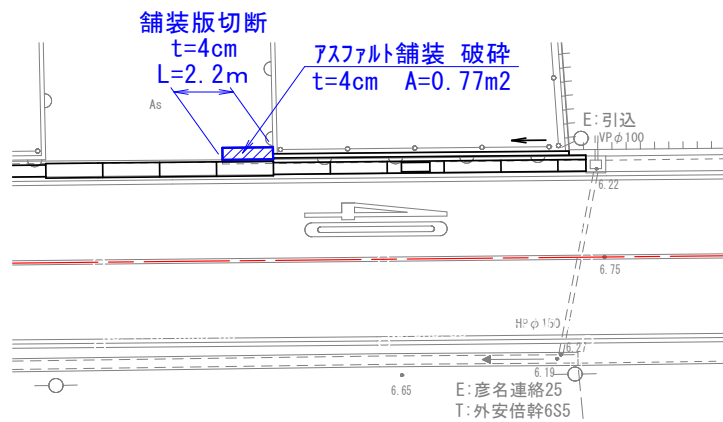 舗装版切断
t=4cm
L=2.2m
アスファルト舗装 破砕
t=4cm A=0.77m2
As
E:引込
VPφ100
6.22
6.75
HPφ150
6.27
6.19
6.65
E:彦名連絡25
T:外安倍幹6S5